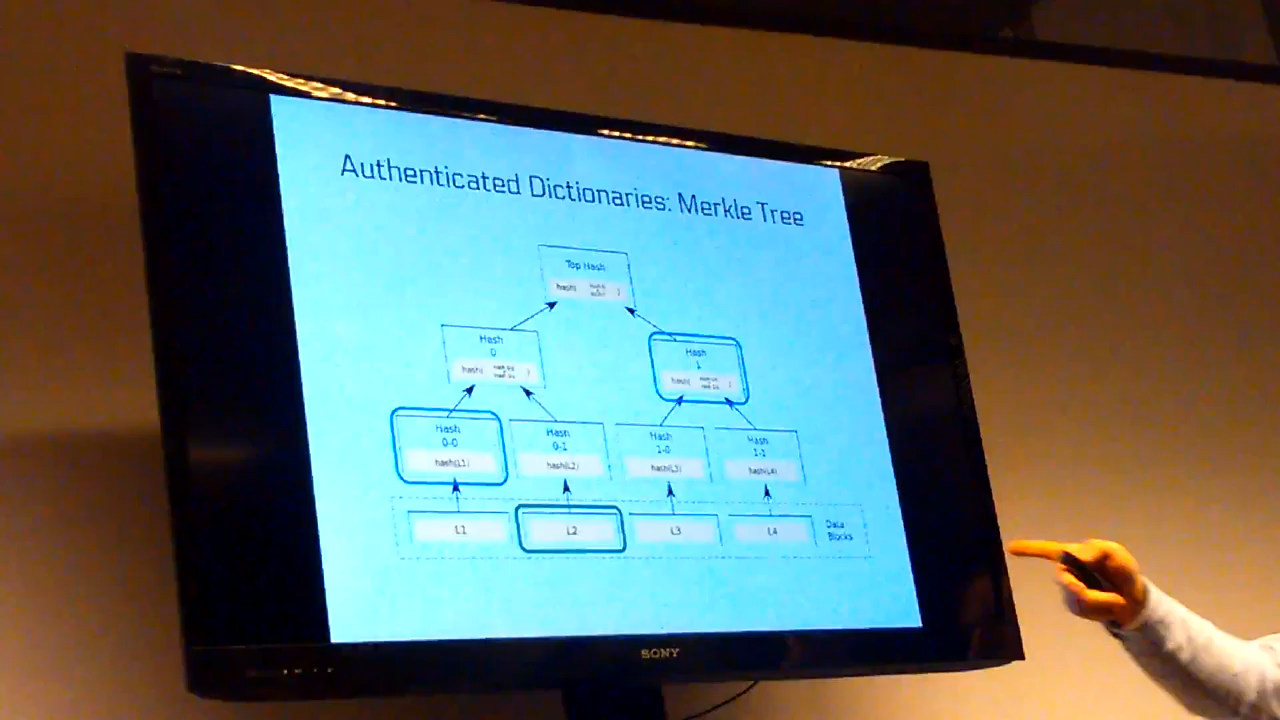 Authenticated Dictionaries: Merkle Tree
Top Hash
hash( )
Hash
0
hash( )
Hash
1
hash( )
Hash
0-0
hash(L1)
Hash
0-1
hash(L2)
Hash
1-0
hash(L3)
Hash
1-1
hash(L4)
L1
L2
L3
L4
Data
Blocks
SONY